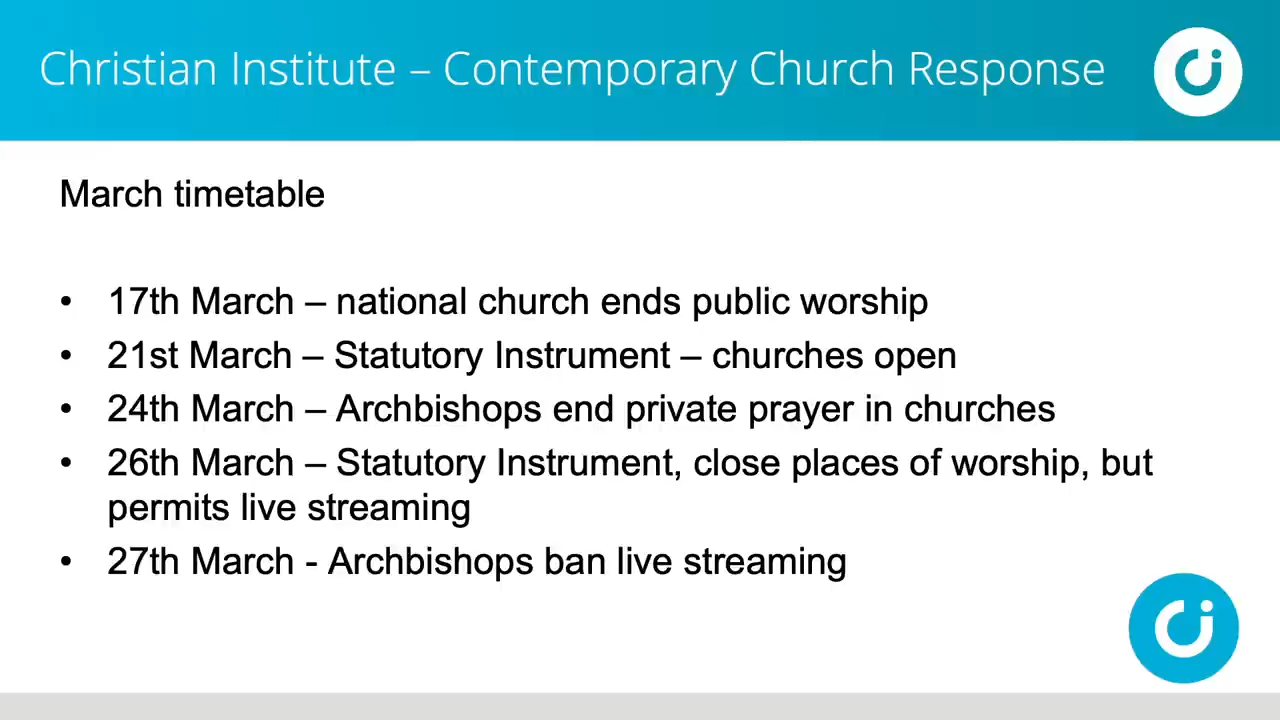 Christian Institute – Contemporary Church Response
March timetable
• 17th March – national church ends public worship
• 21st March – Statutory Instrument – churches open
• 24th March – Archbishops end private prayer in churches
• 26th March – Statutory Instrument, close places of worship, but
permits live streaming
• 27th March - Archbishops ban live streaming